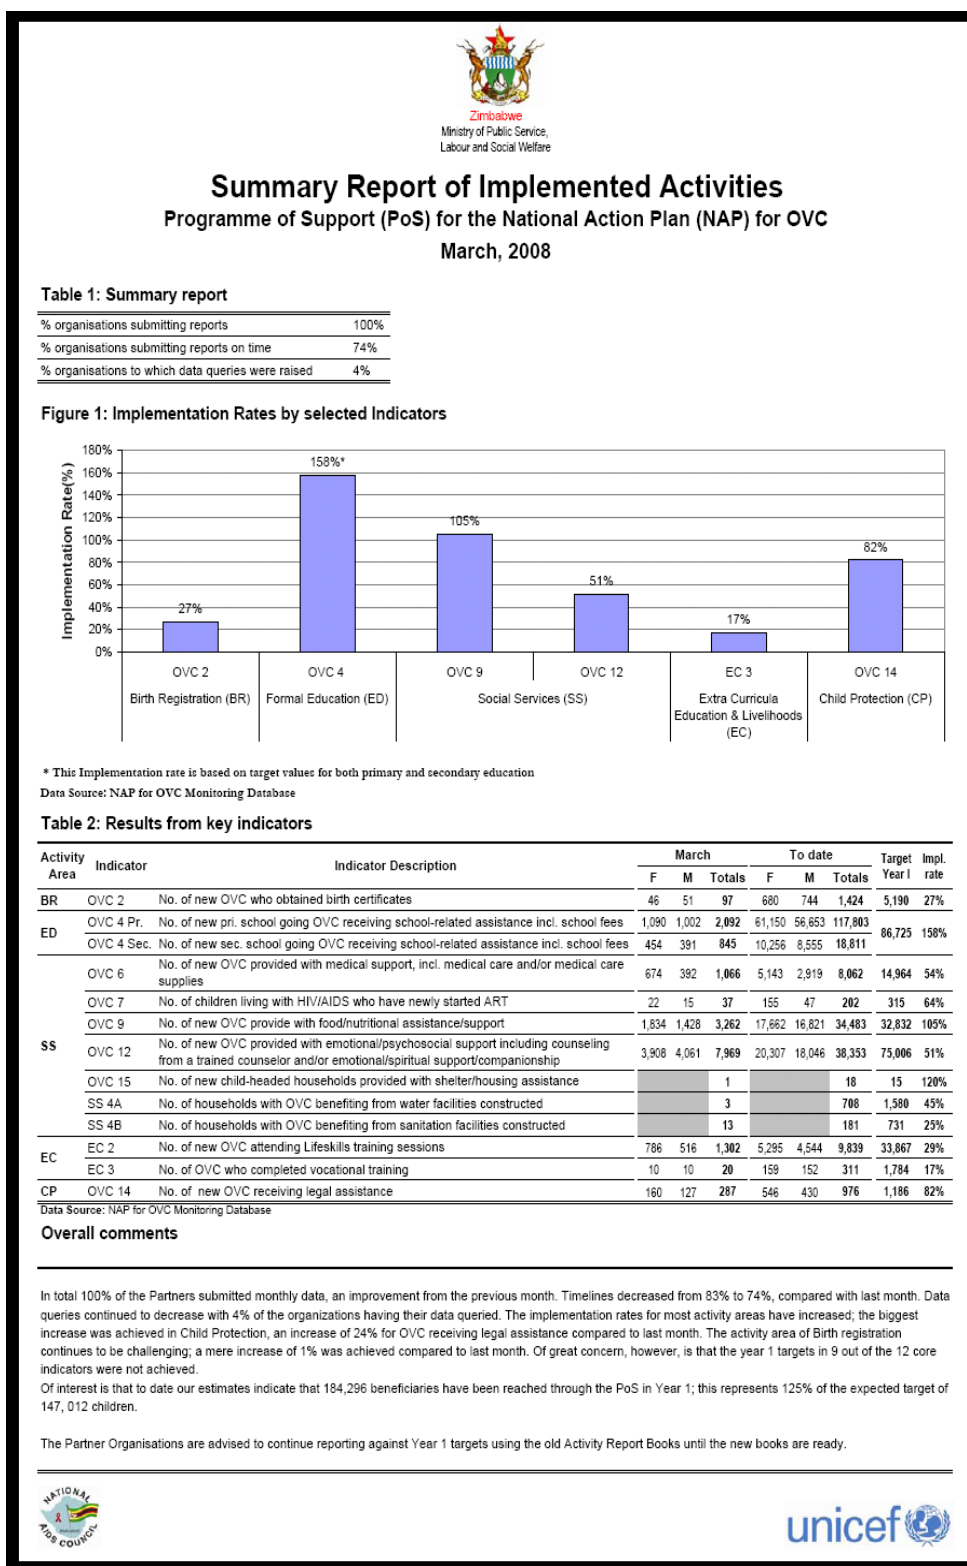 Zimbabwe
Ministry of Public Service,
Labour and Social Welfare
Summary Report of Implemented Activities
Programme of Support (PoS) for the National Action Plan (NAP) for OVC
March, 2008
Table 1: Summary report
% organisations submitting reports 100%
% organisations submitting reports on time 74%
% organisations to which data queries were raised 4%
Figure 1: Implementation Rates by selected Indicators
Implementation Rate(%)
180%
160%
140%
120%
100%
80%
60%
40%
20%
0%
27%
158%*
105%
51%
17%
82%
OVC 2 OVC 4 OVC 9 OVC 12 EC 3 OVC 14
Birth Registration (BR) Formal Education (ED) Social Services (SS) Extra Curricula Child Protection (CP)
Education & Livelihoods
(EC)
* This Implementation rate is based on target values for both primary and secondary education
Data Source: NAP for OVC Monitoring Database
Table 2: Results from key indicators
Activity Area Indicator Indicator Description March To date Target Year I Impl. rate
F M Totals F M Totals
BR OVC 2 No. of new OVC who obtained birth certificates 46 51 97 680 744 1,424 5,190 27%
ED OVC 4 Pr. No. of new pri. school going OVC receiving school-related assistance incl. school fees 1,090 1,002 2,092 61,150 56,653 117,803 86,725 158%
OVC 4 Sec. No. of new sec. school going OVC receiving school-related assistance incl. school fees 454 391 845 10,256 8,555 18,811
SS OVC 6 No. of new OVC provided with medical support, incl. medical care and/or medical care
supplies 674 392 1,066 5,143 2,919 8,062 14,964 54%
OVC 7 No. of children living with HIV/AIDS who have newly started ART 22 15 37 155 47 202 315 64%
OVC 9 No. of new OVC provide with food/nutritional assistance/support 1,834 1,428 3,262 17,662 16,821 34,483 32,832 105%
OVC 12 No. of new OVC provided with emotional/psychosocial support including counseling
from a trained counselor and/or emotional/spiritual support/companionship 3,908 4,061 7,969 20,307 18,046 38,353 75,006 51%
OVC 15 No. of new child-headed households provided with shelter/housing assistance 1 18 15 120%
SS 4A No. of households with OVC benefiting from water facilities constructed 3 708 1,580 45%
SS 4B No. of households with OVC benefiting from sanitation facilities constructed 13 181 731 25%
EC EC 2 No. of new OVC attending Lifeskills training sessions 786 516 1,302 5,295 4,544 9,839 33,867 29%
EC 3 No. of OVC who completed vocational training 10 10 20 159 152 311 1,784 17%
CP OVC 14 No. of new OVC receiving legal assistance 160 127 287 546 430 976 1,186 82%
Data Source: NAP for OVC Monitoring Database
Overall comments
In total 100% of the Partners submitted monthly data, an improvement from the previous month. Timelines decreased from 83% to 74%, compared with last month. Data
queries continued to decrease with 4% of the organizations having their data queried. The implementation rates for most activity areas have increased; the biggest
increase was achieved in Child Protection, an increase of 24% for OVC receiving legal assistance compared to last month. The activity area of Birth registration
continues to be challenging; a mere increase of 1% was achieved compared to last month. Of great concern, however, is that the year 1 targets in 9 out of the 12 core
indicators were not achieved.
Of interest is that to date our estimates indicate that 184,296 beneficiaries have been reached through the PoS in Year 1; this represents 125% of the expected target of
147, 012 children.
The Partner Organisations are advised to continue reporting against Year 1 targets using the old Activity Report Books until the new books are ready.
NATIONAL
AIDS COUNCIL
unicef